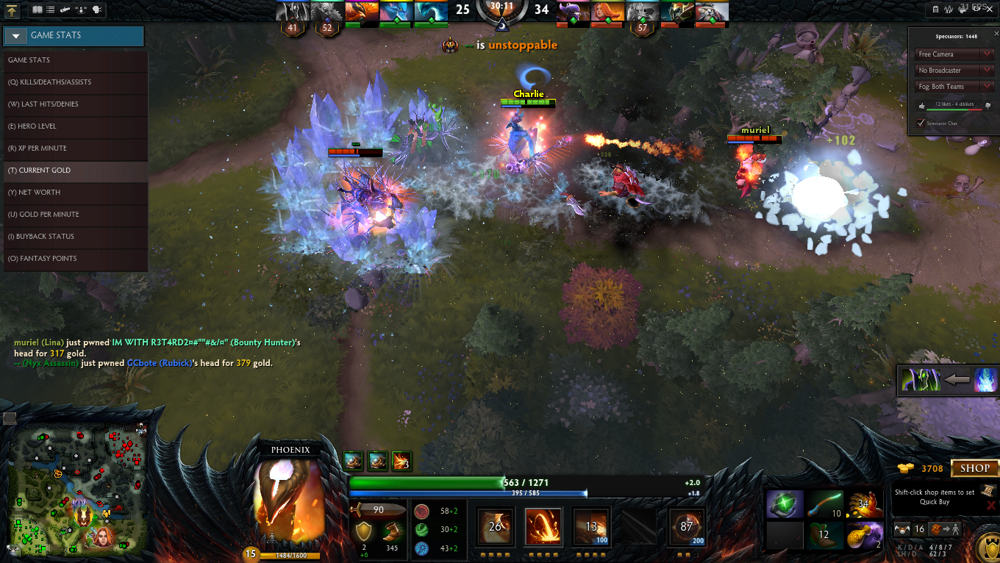 25
30:11
34
31 FPS
41
52
57
GAME STATS
GAME STATS
(Q) KILLS/DEATHS/ASSISTS
(W) LAST HITS/DENIES
(E) HERO LEVEL
(R) XP PER MINUTE
(T) CURRENT GOLD
(Y) NET WORTH
(U) GOLD PER MINUTE
(I) BUYBACK STATUS
(O) FANTASY POINTS
-- is unstoppable
Spectators: 1448
Free Camera
No Broadcaster
Fog: Both Teams
12 likes - 4 dislikes
Spectator Chat
Charlie
muriel
+102
muriel (Lina) just pwned IM WITH R3T4RD2¤#""#&/¤" (Bounty Hunter)'s
head for 317 gold.
-- (Nyx Assassin) just pwned GCbote (Rubick)'s head for 379 gold.
PHOENIX
3
563 / 1271
+2.0
395 / 585
+1.8
90
2
+6
345
58+2
30+2
43+2
26
13
100
87
200
15
1484/1600
10
34
12
2
3708
SHOP
Shift-click shop items to set
Quick Buy
16
K / D / A 4 / 8 / 7
LH / D 62 / 3